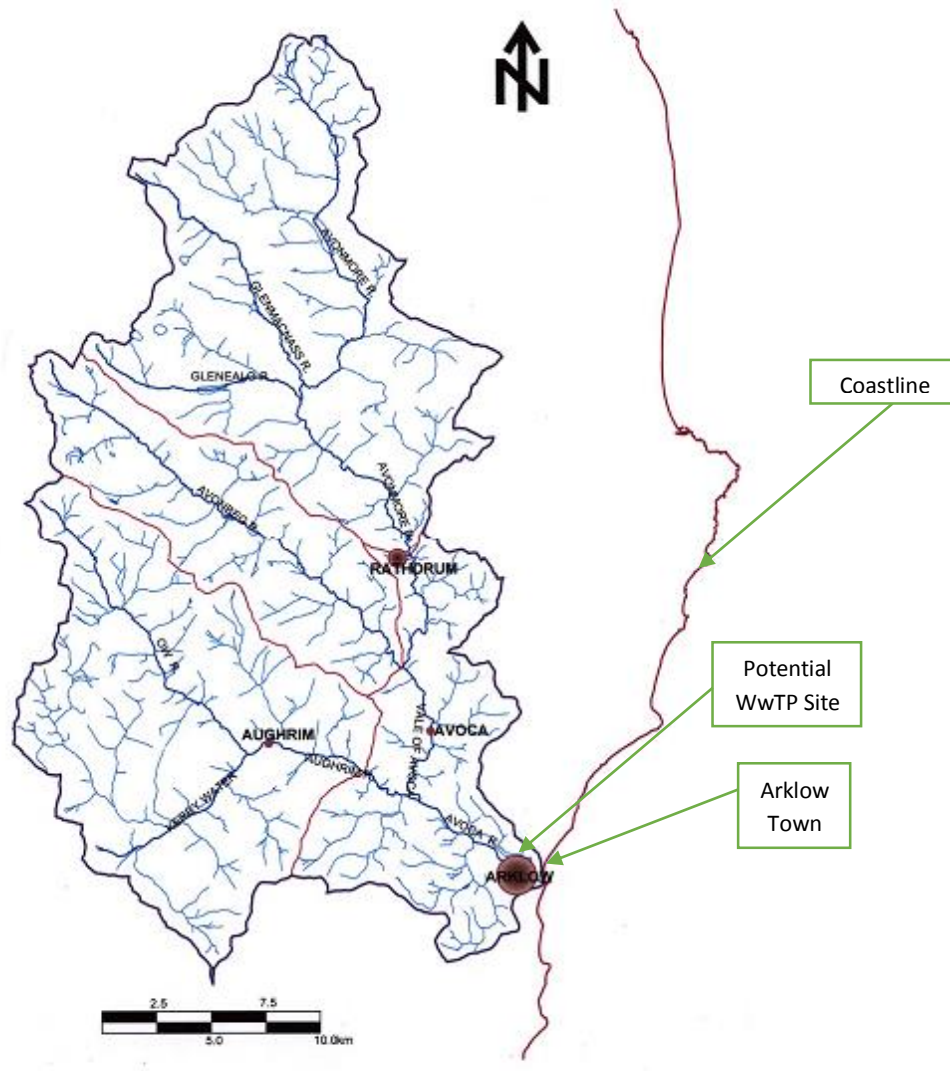 N
AVONMORE R.
GLENMACNASS R.
GLENEALO R.
Coastline
AVONBEG R.
AVONMORE R.
RATHDRUM
OW R.
Potential
WwTP Site
AUGHRIM
AVOCA
VALE OF AVOCA
AUGHRIM R.
DERRY WATER
Arklow
Town
AVOCA R.
ARKLOW
2.5
7.5
5.0
10.0km